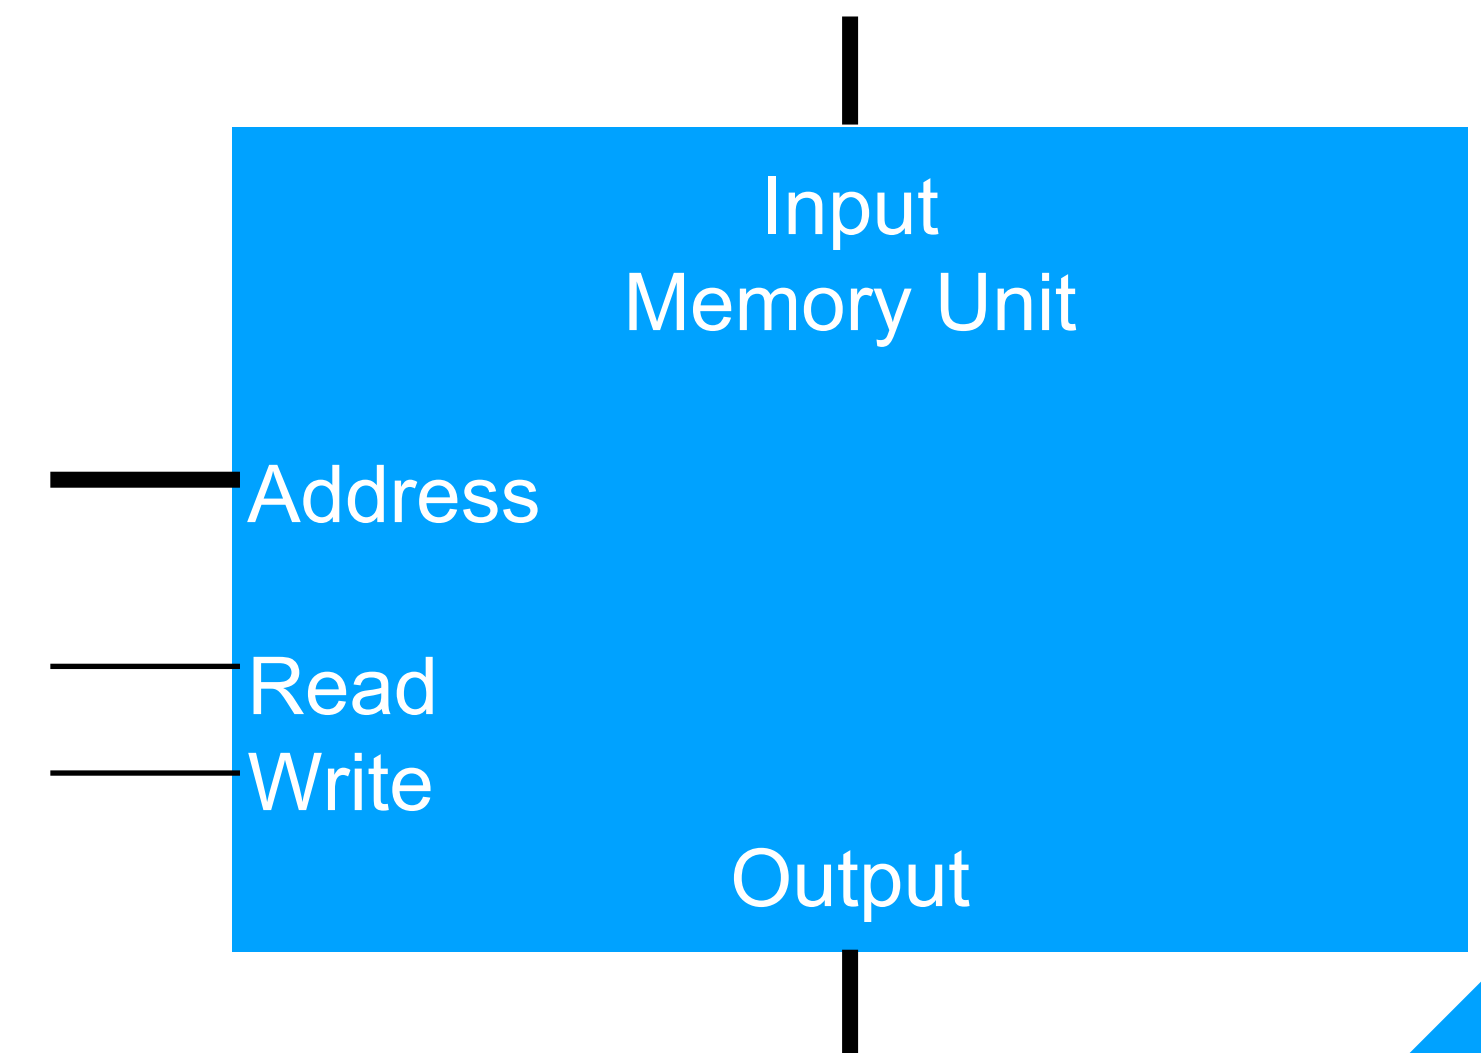 Input
Memory Unit
Address
Read
Write
Output